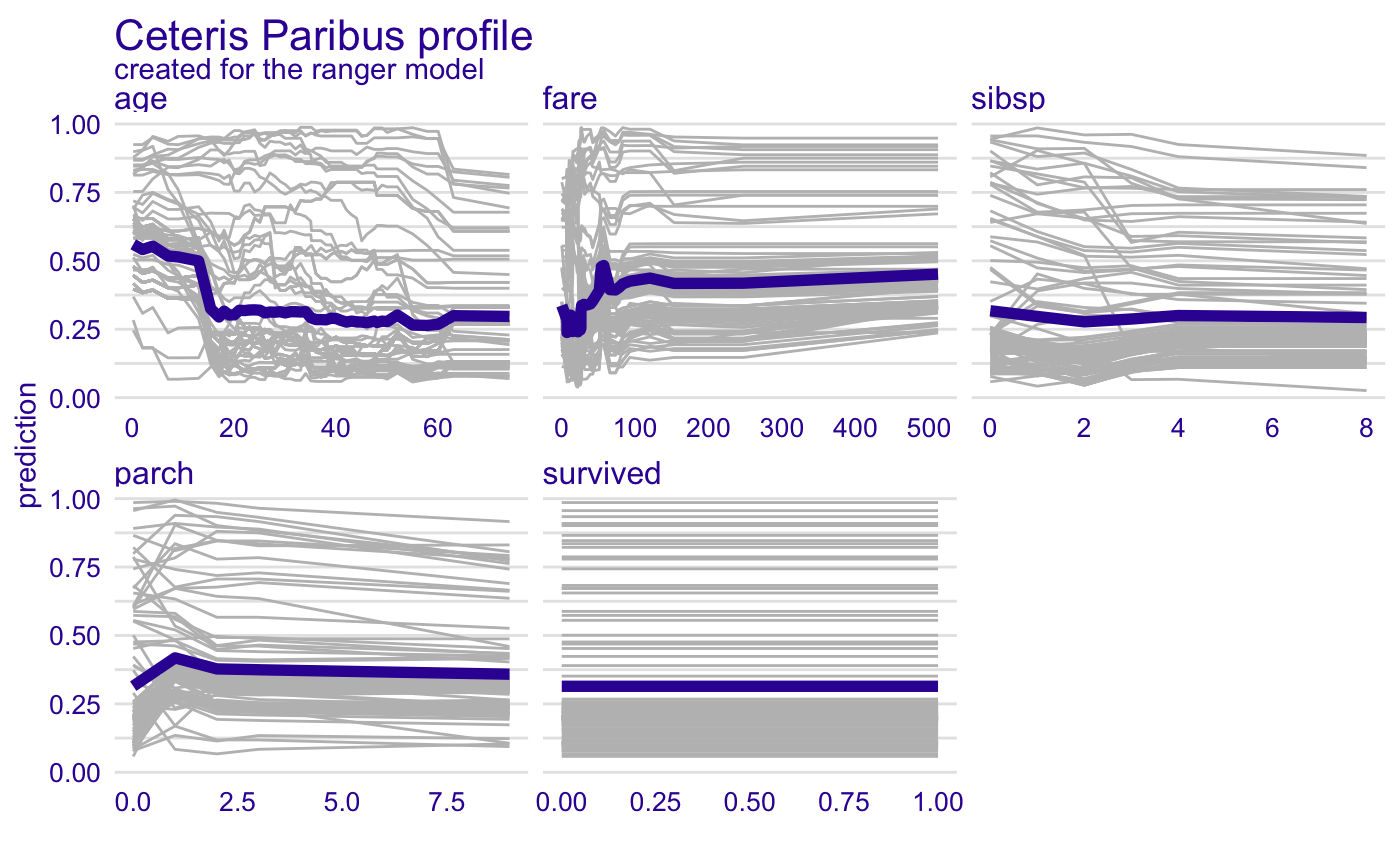 Ceteris Paribus profile
created for the ranger model
age fare sibsp
1.00
0.75
0.50
0.25
0.00
0 20 40 60 0 100 200 300 400 500 0 2 4 6 8
prediction
parch survived
1.00
0.75
0.50
0.25
0.00
0.0 2.5 5.0 7.5 0.00 0.25 0.50 0.75 1.00